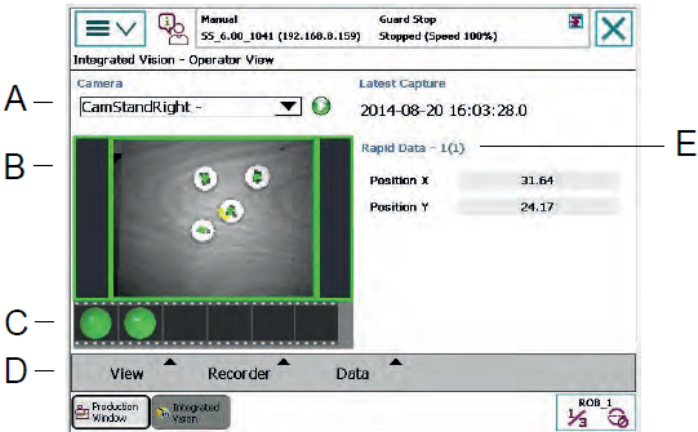 Manual
S5_6.00_1041 (192.168.8.159)
Guard Stop
Stopped (Speed 100%)
Integrated Vision - Operator View
Camera
Latest Capture
A
CamStandRight -
2014-08-20 16:03:28.0
B
Rapid Data - 1(1)
E
Position X 31.64
Position Y 24.17
C
D
View Recorder Data
Production
Window
Integrated
Vision
ROB_1
1/3